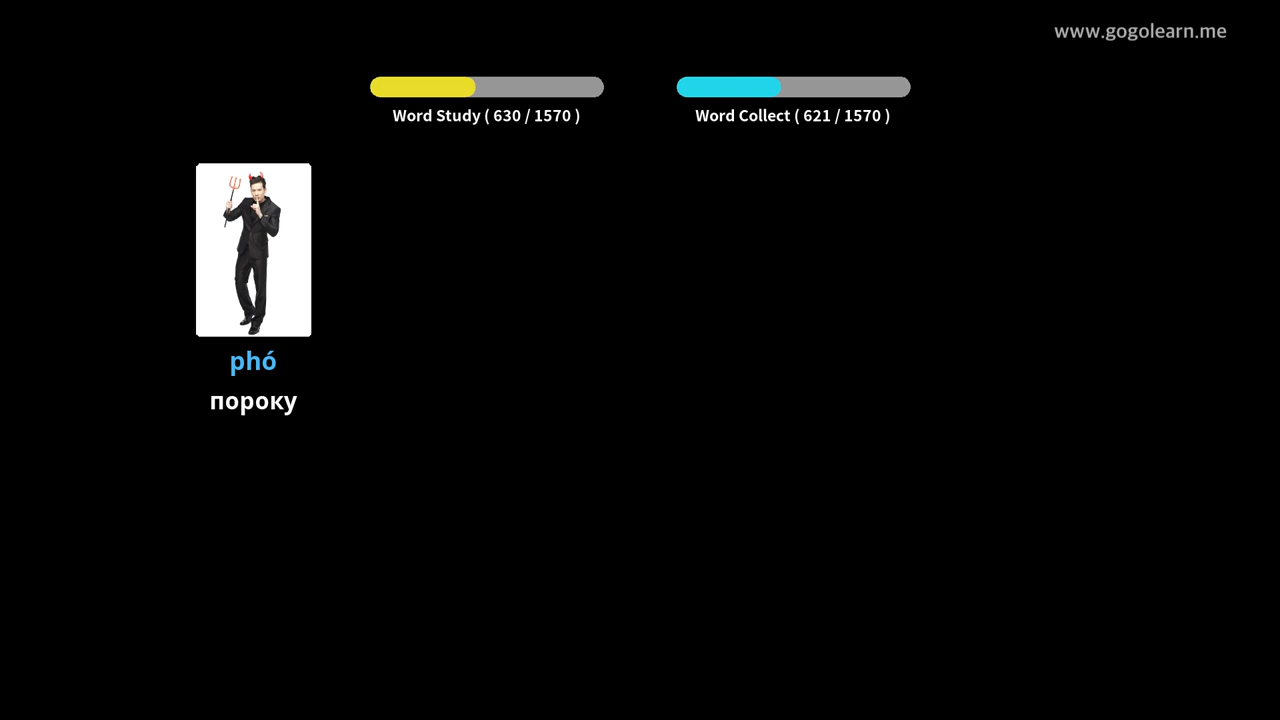 www.gogolearn.me
Word Study ( 630 / 1570 )
Word Collect ( 621 / 1570 )
phó
пороку